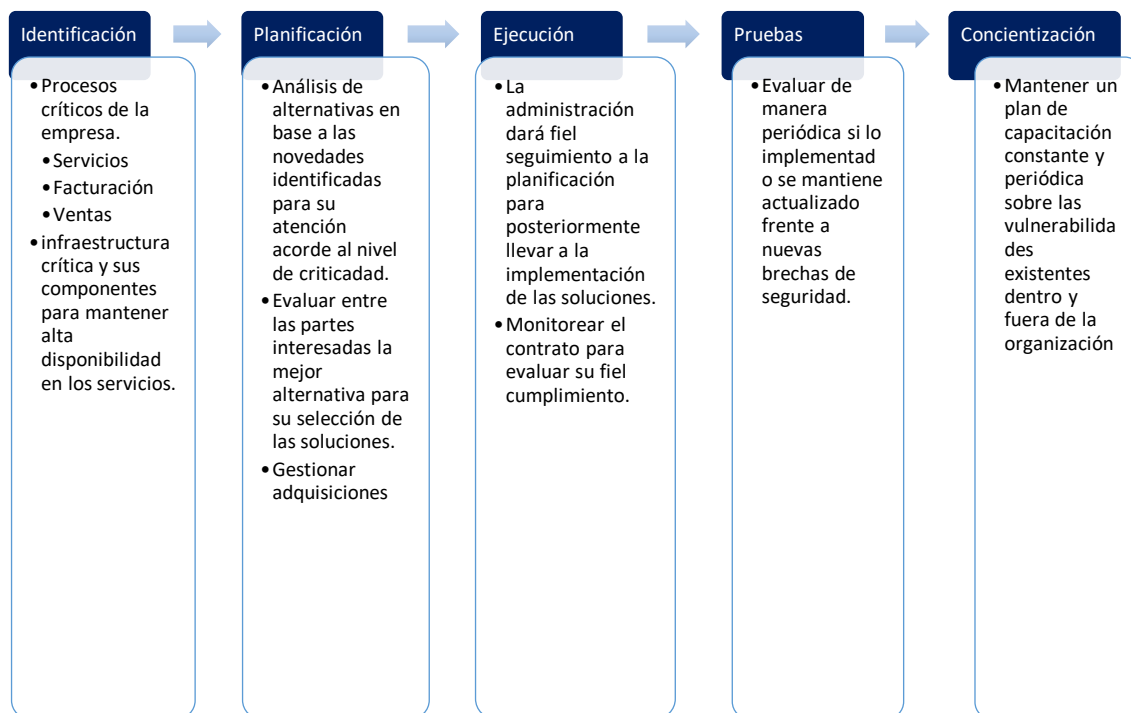 Identificación
• Procesos
críticos de la
empresa.
• Servicios
• Facturación
• Ventas
• infraestructura
crítica y sus
componentes
para mantener
alta
disponibilidad
en los servicios.
Planificación
• Análisis de
alternativas en
base a las
novedades
identificadas
para su
atención
acorde al nivel
de criticadad.
• Evaluar entre
las partes
interesadas la
mejor
alternativa para
su selección de
las soluciones.
• Gestionar
adquisiciones
Ejecución
• La
administración
dará fiel
seguimiento a la
planificación
para
posteriormente
llevar a la
implementación
de las soluciones.
• Monitorear el
contrato para
evaluar su fiel
cumplimiento.
Pruebas
• Evaluar de
manera
periódica si lo
implementad
o se mantiene
actualizado
frente a
nuevas
brechas de
seguridad.
Concientización
• Mantener un
plan de
capacitación
constante y
periódica
sobre las
vulnerabilida
des
existentes
dentro y
fuera de la
organización